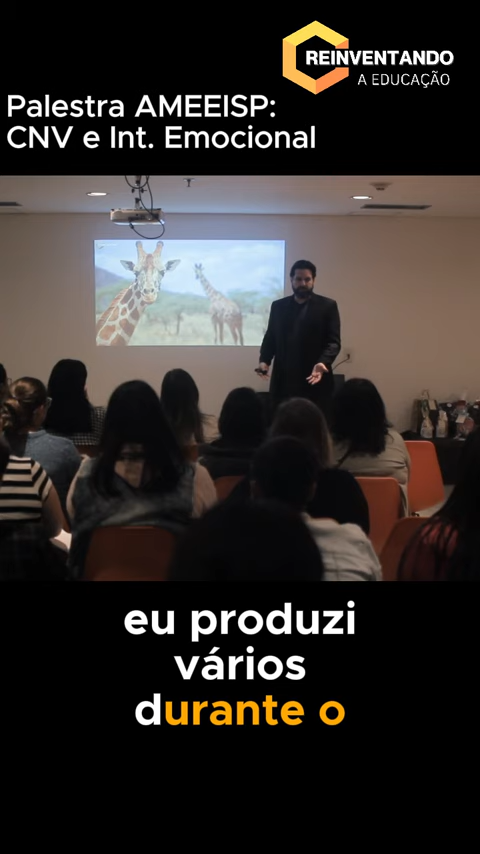 REINVENTANDO
A EDUCAÇÃO
Palestra AMEEISP:
CNV e Int. Emocional
eu produzi
vários
durante o